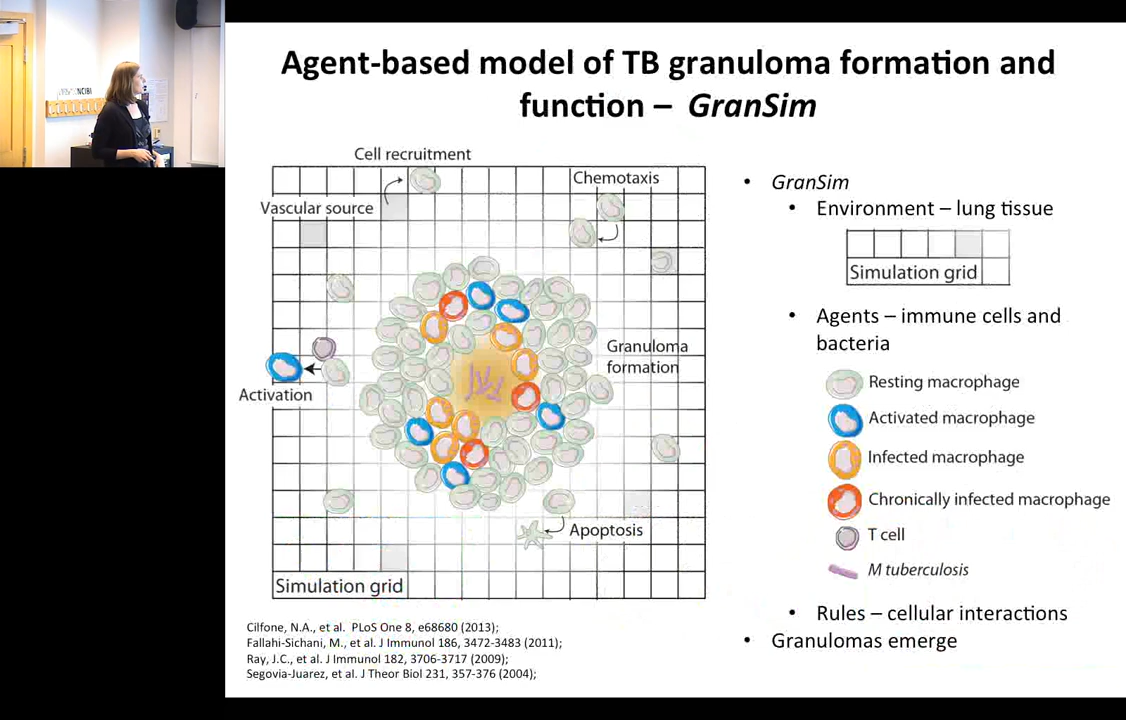 NCIBI
Agent-based model of TB granuloma formation and
function – GranSim
Cell recruitment
Chemotaxis
Vascular source
Granuloma
formation
Activation
Apoptosis
Simulation grid
• GranSim
• Environment – lung tissue
Simulation grid
• Agents – immune cells and
bacteria
Resting macrophage
Activated macrophage
Infected macrophage
Chronically infected macrophage
T cell
M tuberculosis
• Rules – cellular interactions
• Granulomas emerge
Cilfone, N.A., et al. PLoS One 8, e68680 (2013);
Fallahi-Sichani, M., et al. J Immunol 186, 3472-3483 (2011);
Ray, J.C., et al. J Immunol 182, 3706-3717 (2009);
Segovia-Juarez, et al. J Theor Biol 231, 357-376 (2004);